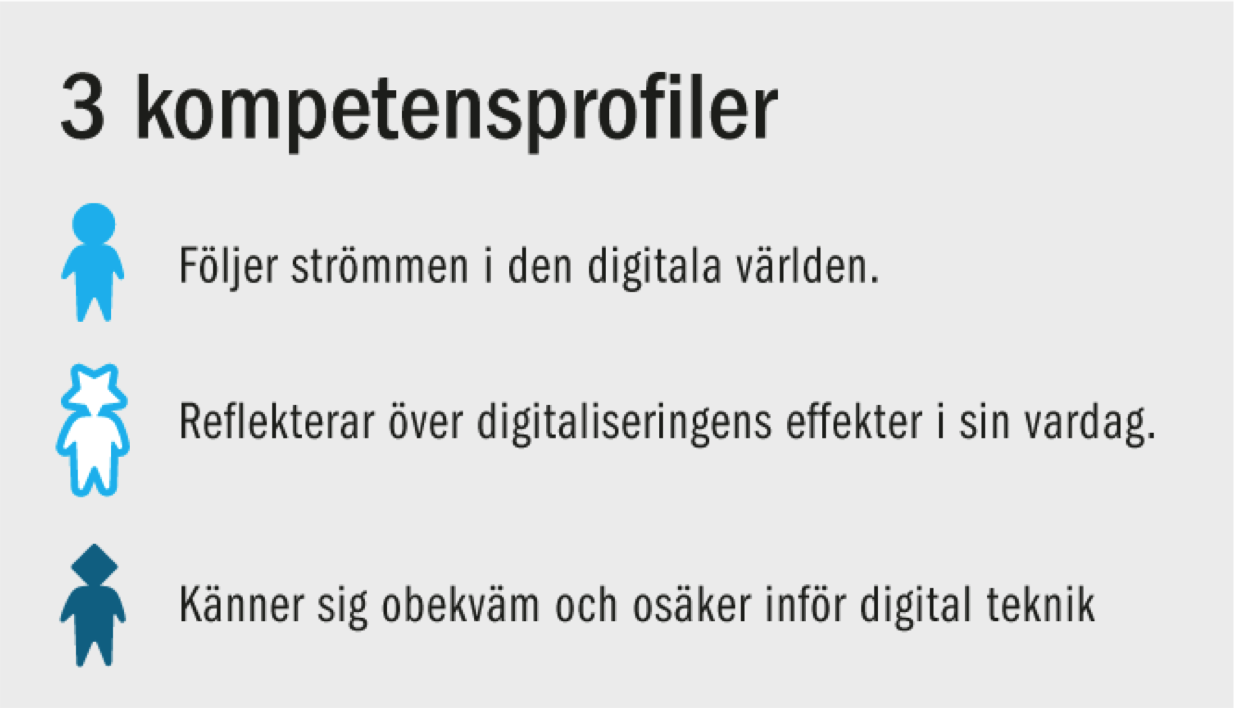 3 kompetensprofiler
Följer strömmen i den digitala världen.
Reflekterar över digitaliseringens effekter i sin vardag.
Känner sig obekväm och osäker inför digital teknik